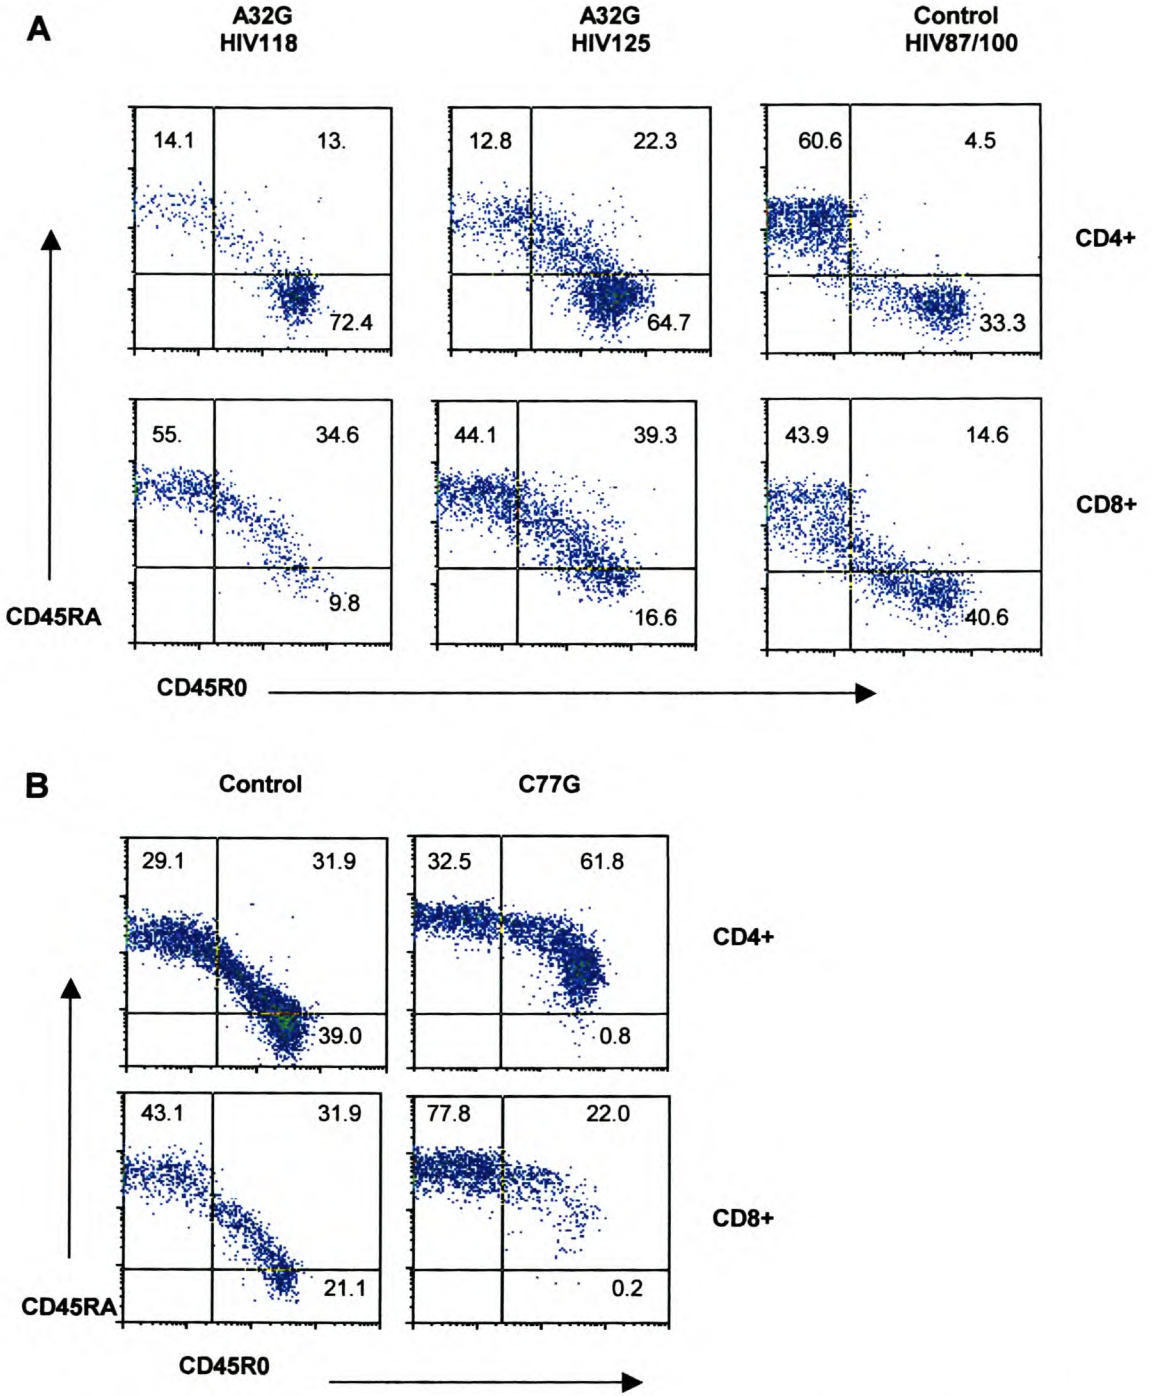 A
A32G
HIV118
A32G
HIV125
Control
HIV87/100
14.1
13.
12.8
22.3
60.6
4.5
CD4+
72.4
64.7
33.3
55.
34.6
44.1
39.3
43.9
14.6
CD8+
9.8
16.6
40.6
CD45RA
CD45R0
B
Control
C77G
29.1
31.9
32.5
61.8
CD4+
39.0
0.8
43.1
31.9
77.8
22.0
CD8+
21.1
0.2
CD45RA
CD45R0